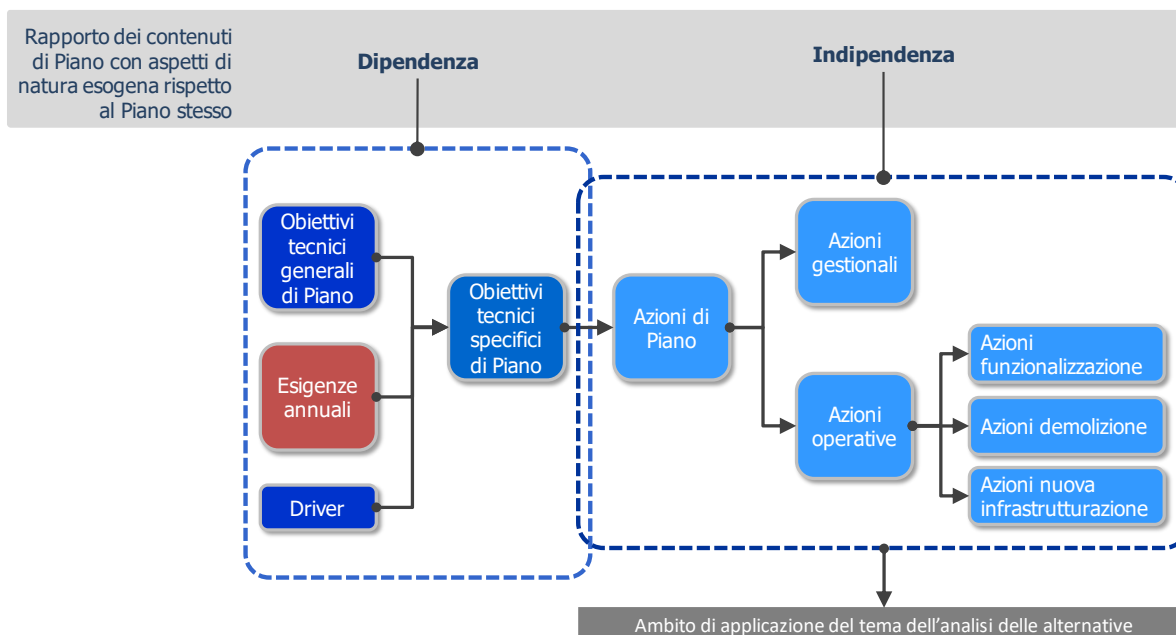 Rapporto dei contenuti
di Piano con aspetti di
natura esogena rispetto
al Piano stesso
Dipendenza
Indipendenza
Obiettivi
tecnici
generali
di Piano
Esigenze
annuali
Driver
Obiettivi
tecnici
specifici
di Piano
Azioni di
Piano
Azioni
gestionali
Azioni
operative
Azioni
funzionalizzazione
Azioni demolizione
Azioni nuova
infrastrutturazione
Ambito di applicazione del tema dell'analisi delle alternative